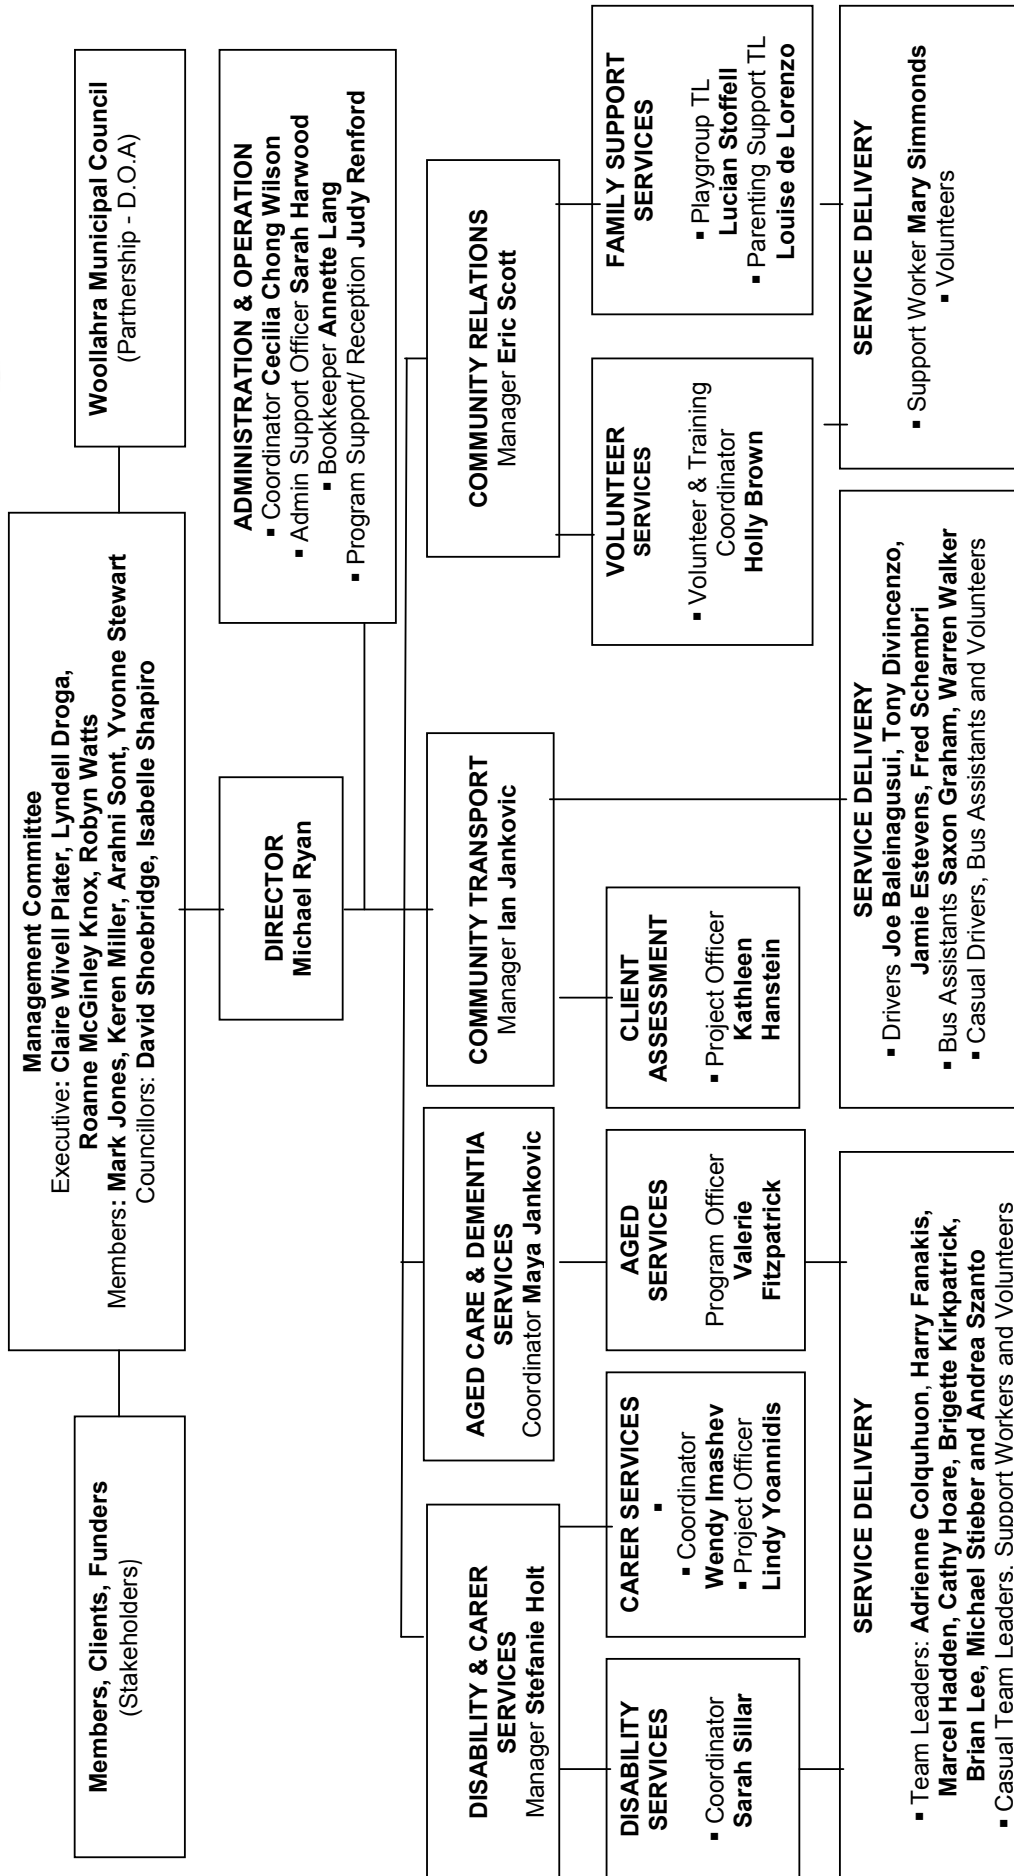 Members, Clients, Funders
(Stakeholders)
Management Committee
Executive: Claire Wivell Plater, Lyndell Droga,
Roanne McGinley Knox, Robyn Watts
Members: Mark Jones, Keren Miller, Arahni Sont, Yvonne Stewart
Councillors: David Shoebridge, Isabelle Shapiro
Woollahra Municipal Council
(Partnership - D.O.A)
DIRECTOR
Michael Ryan
ADMINISTRATION & OPERATION
▪ Coordinator Cecilia Chong Wilson
▪ Admin Support Officer Sarah Harwood
▪ Bookkeeper Annette Lang
▪ Program Support/ Reception Judy Renford
DISABILITY & CARER
SERVICES
Manager Stefanie Holt
AGED CARE & DEMENTIA
SERVICES
Coordinator Maya Jankovic
COMMUNITY TRANSPORT
Manager Ian Jankovic
COMMUNITY RELATIONS
Manager Eric Scott
DISABILITY
SERVICES
▪ Coordinator
Sarah Sillar
CARER SERVICES
▪
▪ Coordinator
Wendy Imashev
▪ Project Officer
Lindy Yoannidis
AGED
SERVICES
Program Officer
Valerie
Fitzpatrick
CLIENT
ASSESSMENT
▪ Project Officer
Kathleen
Hanstein
VOLUNTEER
SERVICES
▪ Volunteer & Training
Coordinator
Holly Brown
FAMILY SUPPORT
SERVICES
▪ Playgroup TL
Lucian Stoffell
▪ Parenting Support TL
Louise de Lorenzo
SERVICE DELIVERY
▪ Team Leaders: Adrienne Colquhuon, Harry Fanakis,
Marcel Hadden, Cathy Hoare, Brigette Kirkpatrick,
Brian Lee, Michael Stieber and Andrea Szanto
▪ Casual Team Leaders, Support Workers and Volunteers
SERVICE DELIVERY
▪ Drivers Joe Baleinagusui, Tony Divincenzo,
Jamie Estevens, Fred Schembri
▪ Bus Assistants Saxon Graham, Warren Walker
▪ Casual Drivers, Bus Assistants and Volunteers
SERVICE DELIVERY
▪ Support Worker Mary Simmonds
▪ Volunteers